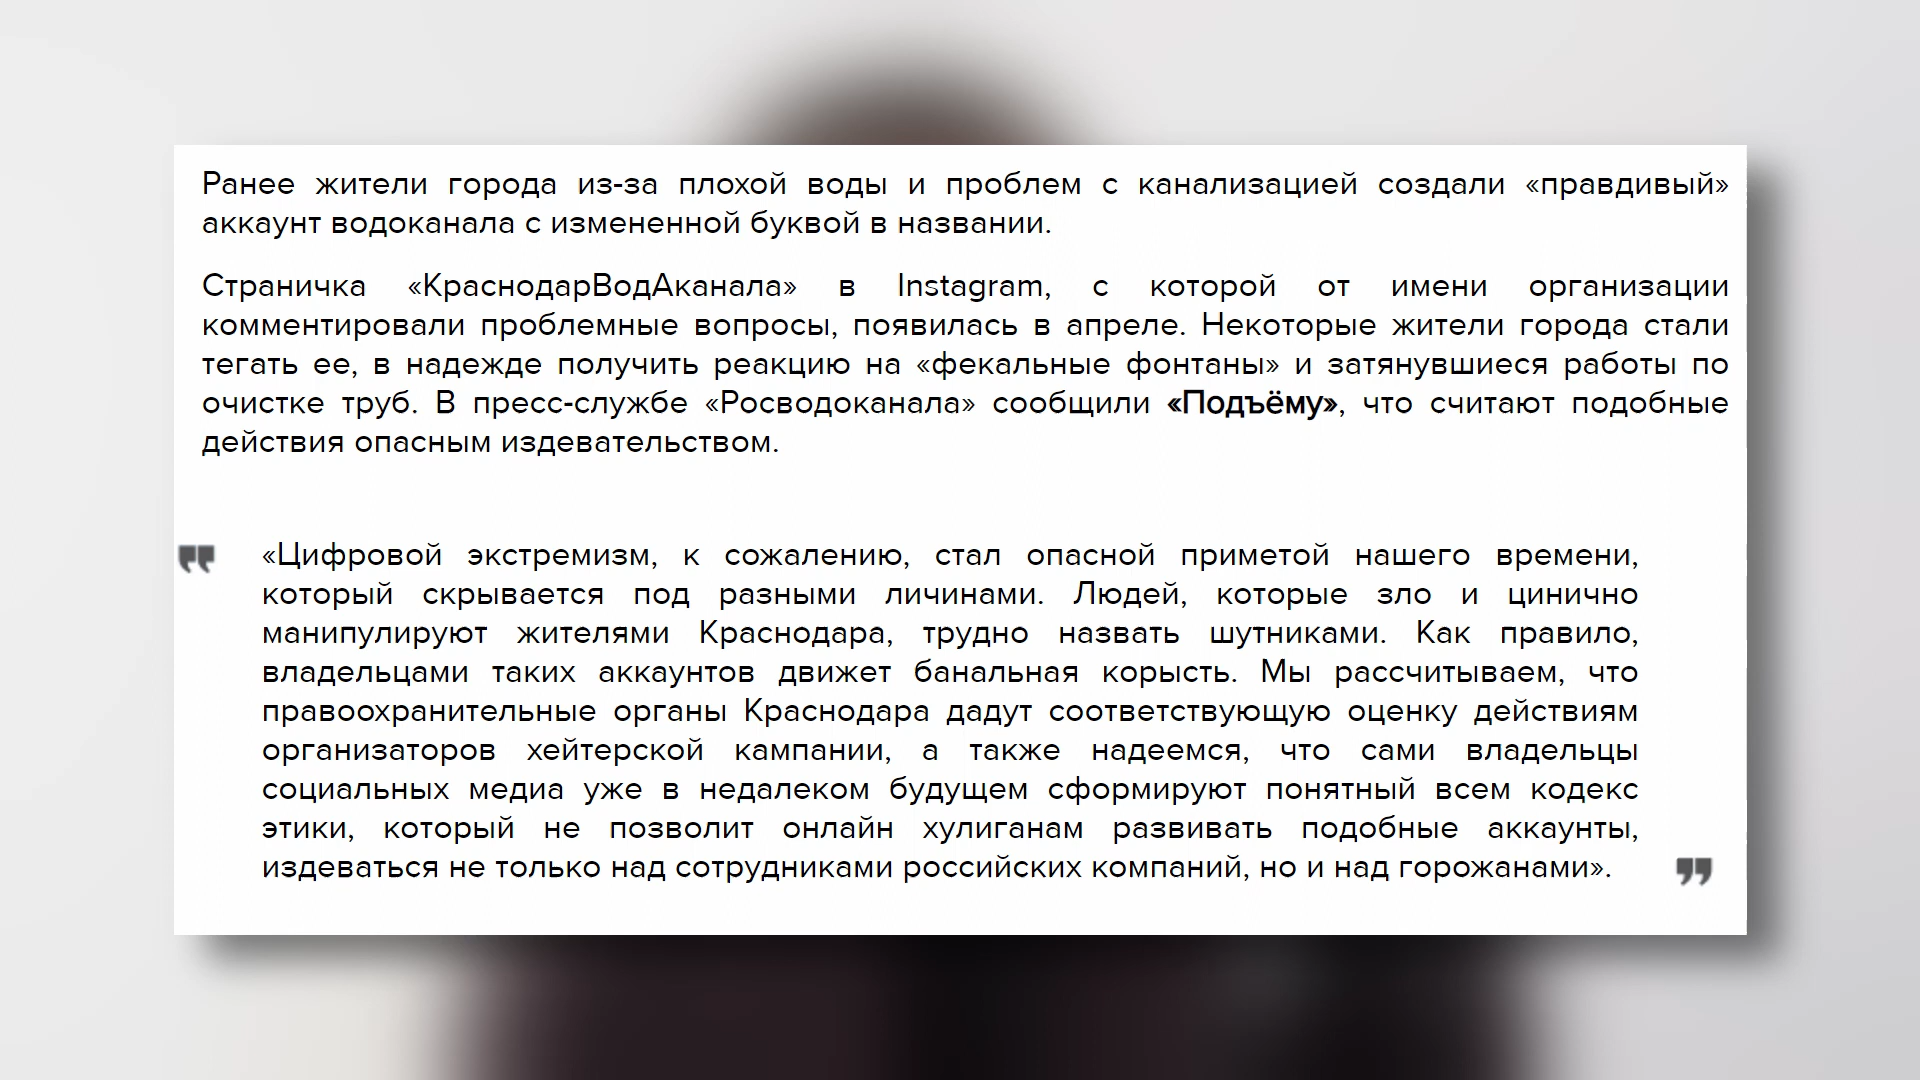 Ранее жители города из-за плохой воды и проблем с канализацией создали «правдивый»
аккаунт водоканала с измененной буквой в названии.
Страничка «КраснодарВодАканала» в Instagram, с которой от имени организации
комментировали проблемные вопросы, появилась в апреле. Некоторые жители города стали
тегать ее, в надежде получить реакцию на «фекальные фонтаны» и затянувшиеся работы по
очистке труб. В пресс-службе «Росводоканала» сообщили «Подъёму», что считают подобные
действия опасным издевательством.
«Цифровой экстремизм, к сожалению, стал опасной приметой нашего времени,
который скрывается под разными личинами. Людей, которые зло и цинично
манипулируют жителями Краснодара, трудно назвать шутниками. Как правило,
владельцами таких аккаунтов движет банальная корысть. Мы рассчитываем, что
правоохранительные органы Краснодара дадут соответствующую оценку действиям
организаторов хейтерской кампании, а также надеемся, что сами владельцы
социальных медиа уже в недалеком будущем сформируют понятный всем кодекс
этики, который не позволит онлайн хулиганам развивать подобные аккаунты,
издеваться не только над сотрудниками российских компаний, но и над горожанами».